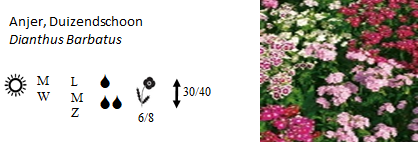 Anjer, Duizendschoon
Dianthus Barbatus
M L
W M 30/40
Z
6/8